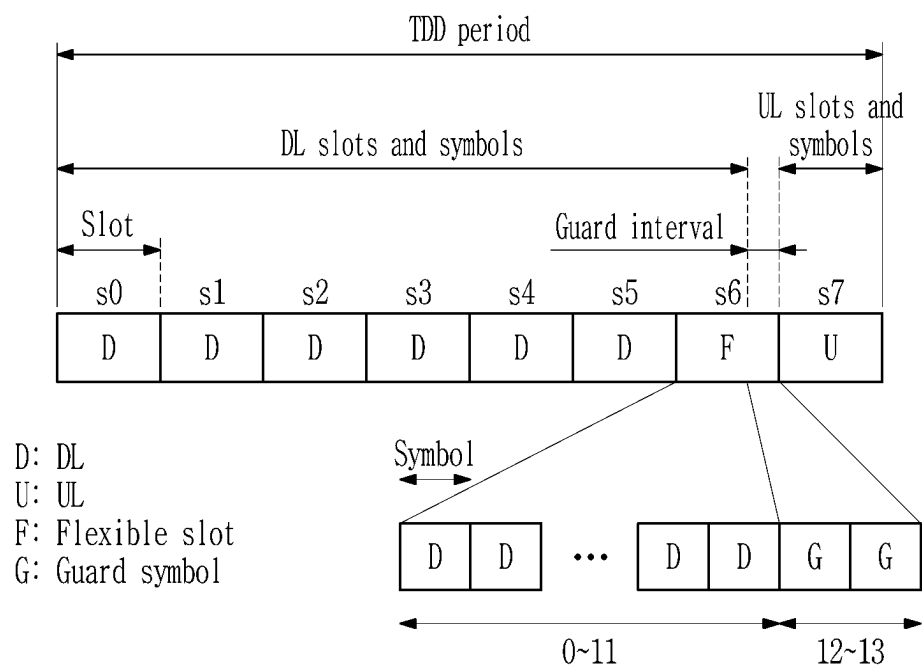 TDD period
UL slots and
symbols
DL slots and symbols
Slot
Guard interval
s0 s1 s2 s3 s4 s5 s6 s7
D D D D D D F U
D: DL
U: UL
F: Flexible slot
G: Guard symbol
Symbol
D D ... D D G G
0~11 12~13